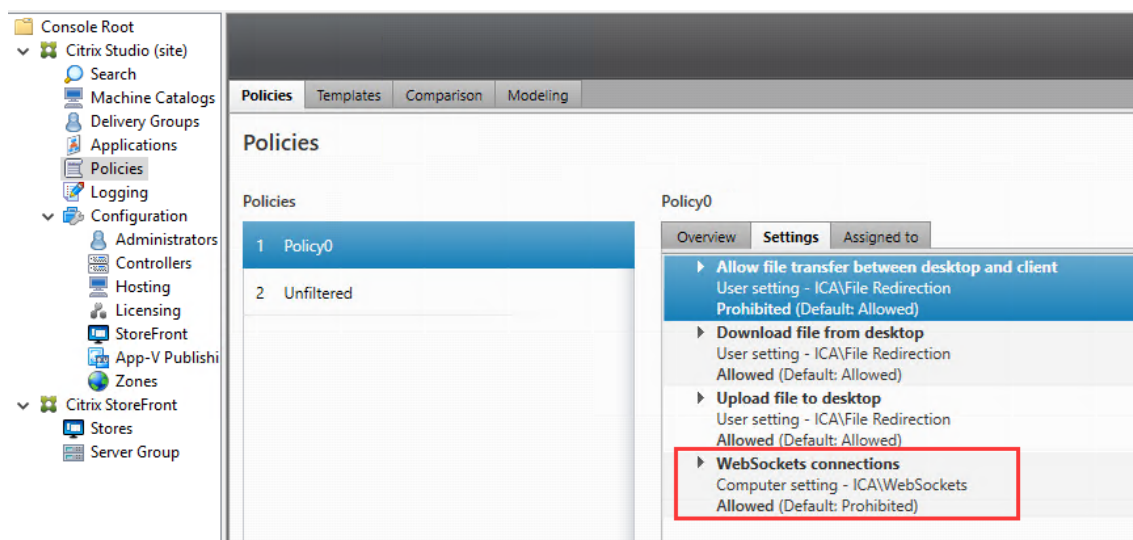 Console Root
Citrix Studio (site)
Search
Machine Catalogs
Delivery Groups
Applications
Policies
Logging
Configuration
Administrators
Controllers
Hosting
Licensing
StoreFront
App-V Publishi
Zones
Citrix StoreFront
Stores
Server Group
Policies Templates Comparison Modeling
Policies
Policies
1 Policy0
2 Unfiltered
Policy0
Overview Settings Assigned to
Allow file transfer between desktop and client
User setting - ICA\File Redirection
Prohibited (Default: Allowed)
Download file from desktop
User setting - ICA\File Redirection
Allowed (Default: Allowed)
Upload file to desktop
User setting - ICA\File Redirection
Allowed (Default: Allowed)
WebSockets connections
Computer setting - ICA\WebSockets
Allowed (Default: Prohibited)